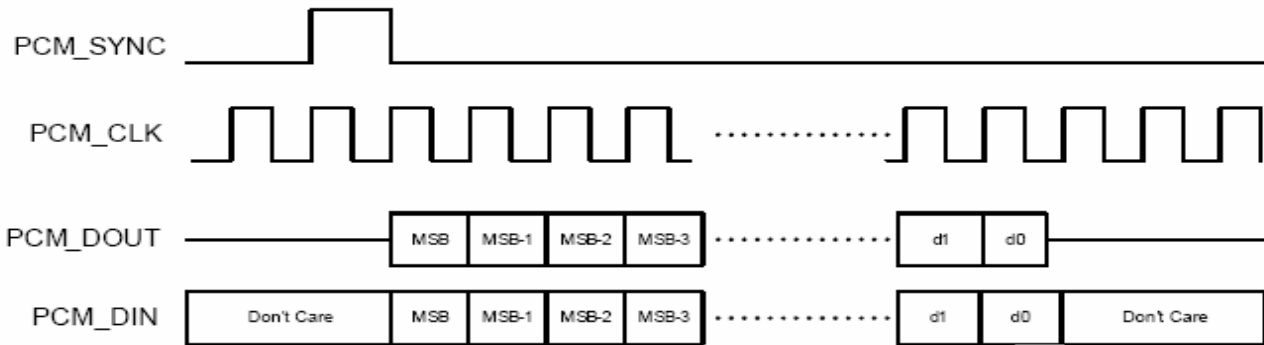 PCM_SYNC
PCM_CLK
PCM_DOUT MSB MSB-1 MSB-2 MSB-3 d1 d0
PCM_DIN Don't Care MSB MSB-1 MSB-2 MSB-3 d1 d0 Don't Care